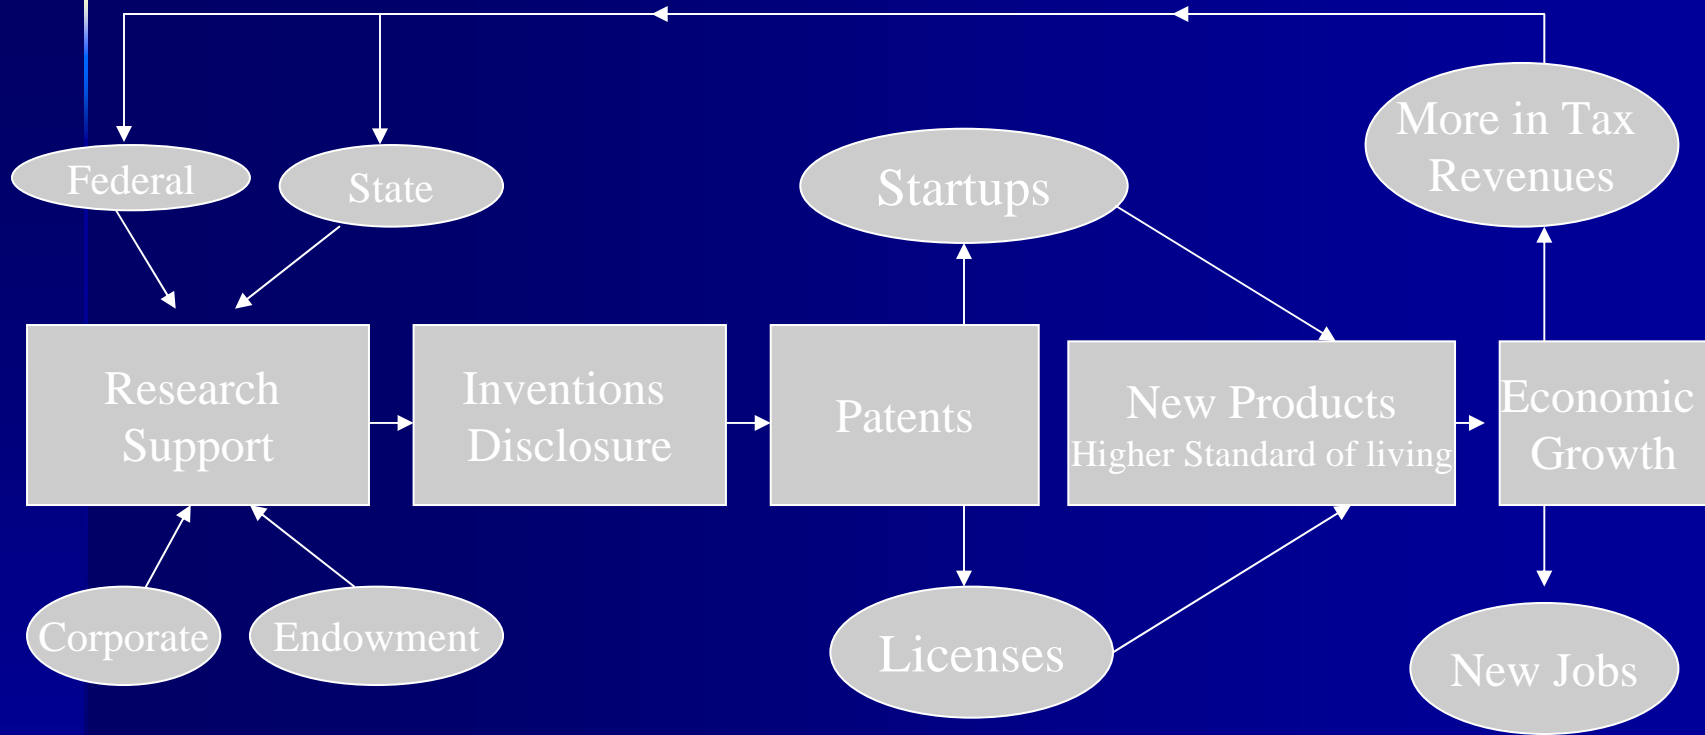 More in Tax
Revenues
Federal
State
Startups
Research
Support
Inventions
Disclosure
Patents
New Products
Higher Standard of living
Economic
Growth
Corporate
Endowment
Licenses
New Jobs